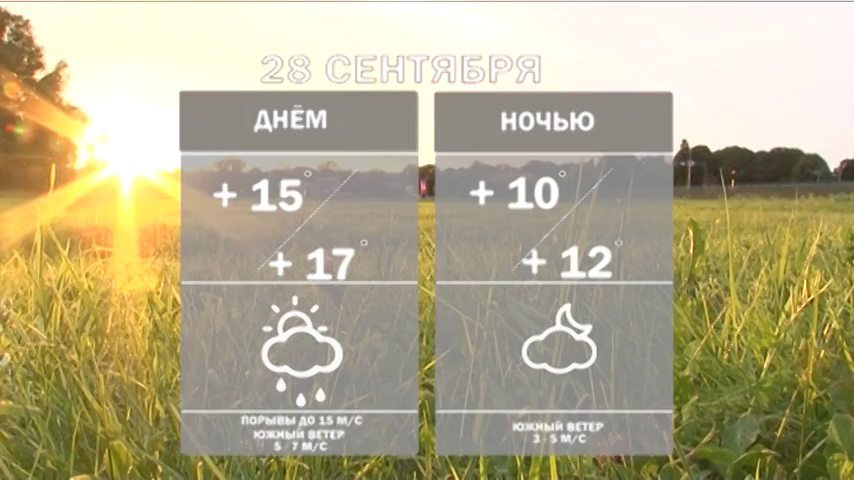 28 СЕНТЯБРЯ
ДНЁМ
+ 15°
+ 17°
ПОРЫВЫ ДО 15 М/С
ЮЖНЫЙ ВЕТЕР
5 - 7 М/С
НОЧЬЮ
+ 10°
+ 12°
ЮЖНЫЙ ВЕТЕР
3 - 5 М/С